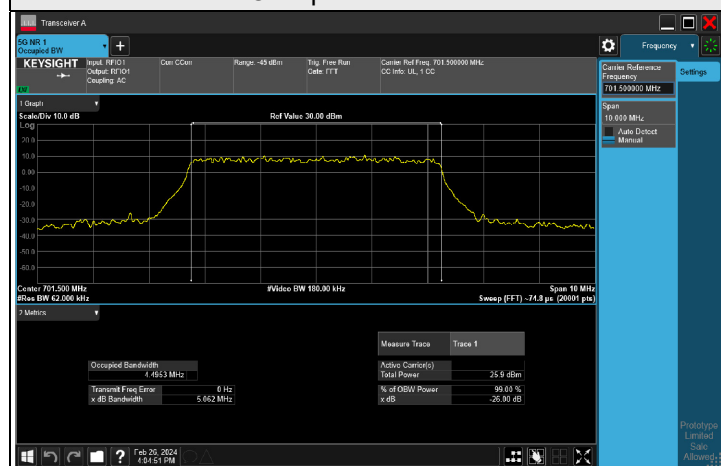 Transceiver A
5G NR 1
Occupied BW
Frequency
KEYSIGHT
Input: RFIO1
Output: RFIO1
Coupling: AC
Corr CCorr
Range: -45 dBm
Trig: Free Run
Gate: FFT
Carrier Ref Freq: 701.500000 MHz
CC Info: UL, 1 CC
Carrier Reference
Frequency
701.500000 MHz
Settings
Span
10.000 MHz
Auto Detect
Manual
1 Graph
Scale/Div 10.0 dB
Ref Value 30.00 dBm
Log
20.0
10.0
0.00
-10.0
-20.0
-30.0
-40.0
-50.0
-60.0
Center 701.500 MHz
#Video BW 180.00 kHz
Span 10 MHz
#Res BW 62.000 kHz
Sweep (FFT) ~74.8 µs (20001 pts)
2 Metrics
Measure Trace
Trace 1
Occupied Bandwidth
4.4953 MHz
Active Carrier(s)
Total Power
25.9 dBm
Transmit Freq Error
0 Hz
% of OBW Power
99.00 %
x dB Bandwidth
5.062 MHz
x dB
-26.00 dB
Prototype
Limited
Sale
Allowed
Feb 26, 2024
4:04:51 PM